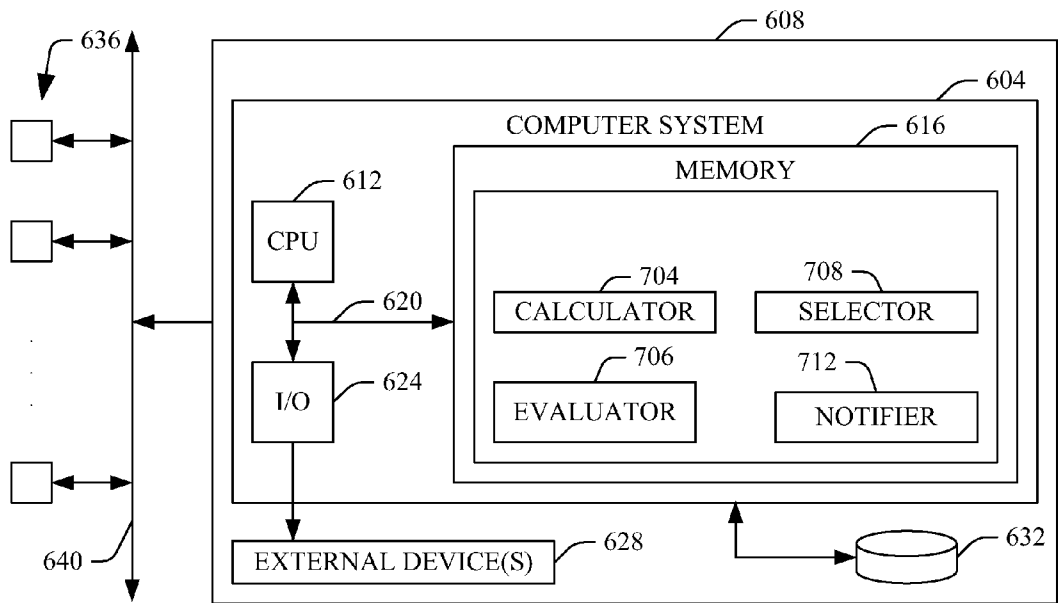 636
608
604
COMPUTER SYSTEM
616
MEMORY
612
CPU
704
708
CALCULATOR
SELECTOR
620
706
712
624
I/O
EVALUATOR
NOTIFIER
640
EXTERNAL DEVICE(S)
628
632